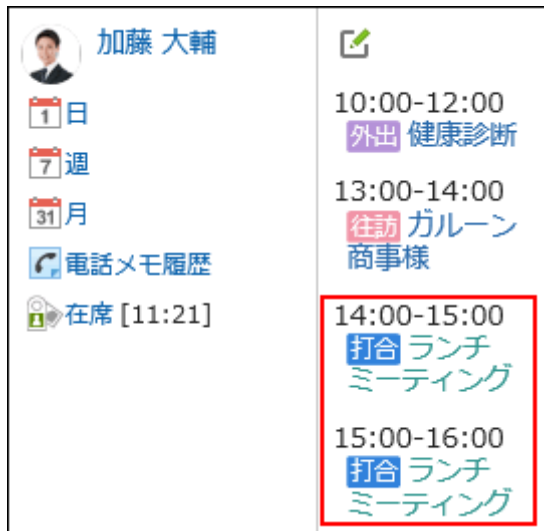 加藤 大輔
1 日
7 週
31 月
電話メモ履歴
在席 [11:21]
10:00-12:00
外出 健康診断
13:00-14:00
往訪 ガルーン
商事様
14:00-15:00
打合 ランチ
ミーティング
15:00-16:00
打合 ランチ
ミーティング